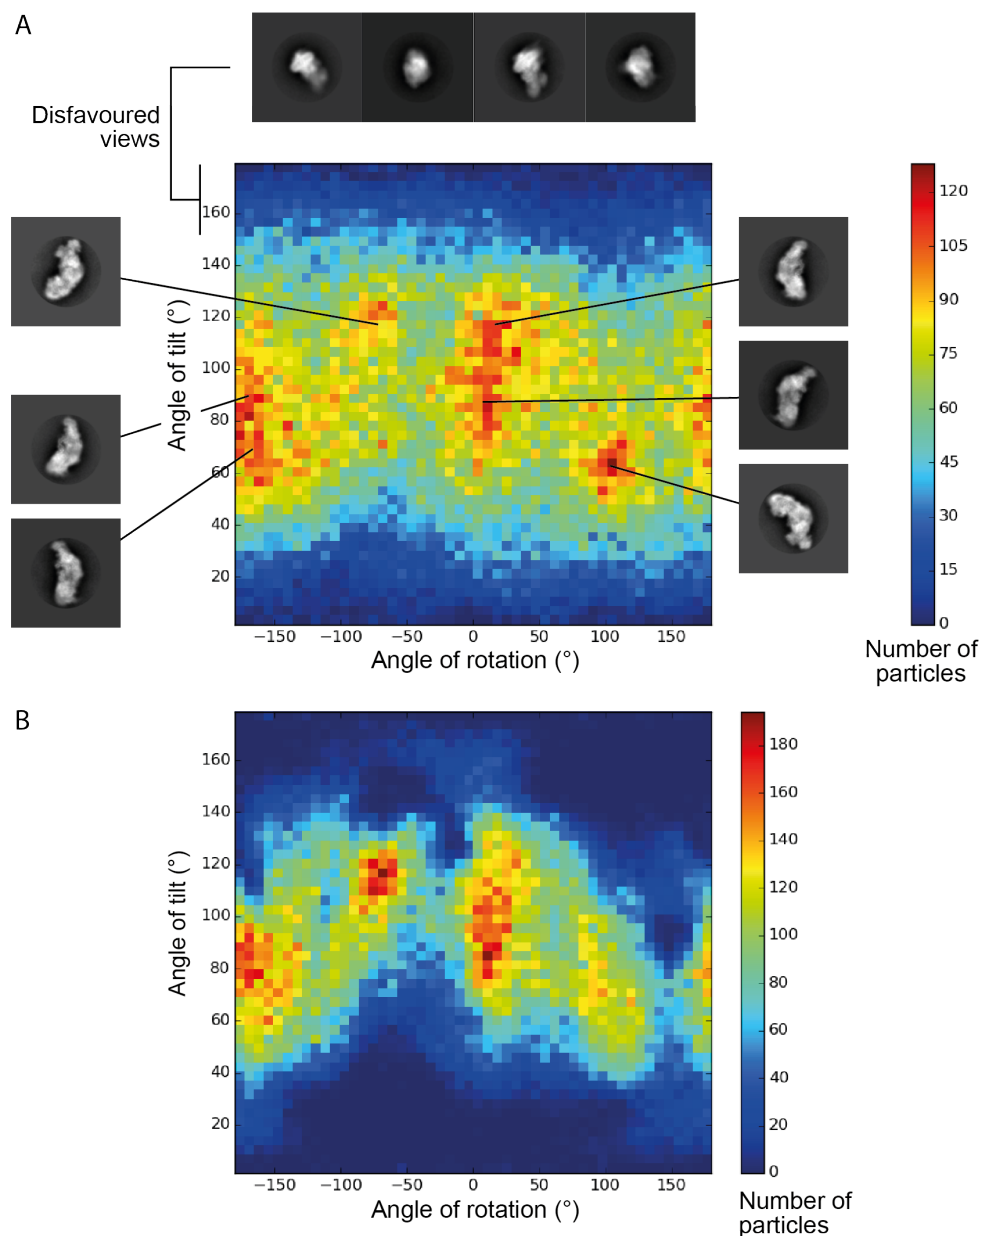 A
Disfavoured
views
160
140
120
100
80
60
40
20
Angle of tilt (°)
−150 −100 −50 0 50 100 150
Angle of rotation (°)
120
105
90
75
60
45
30
15
0
Number of
particles
B
160
140
120
100
80
60
40
20
Angle of tilt (°)
−150 −100 −50 0 50 100 150
Angle of rotation (°)
180
160
140
120
100
80
60
40
20
0
Number of
particles